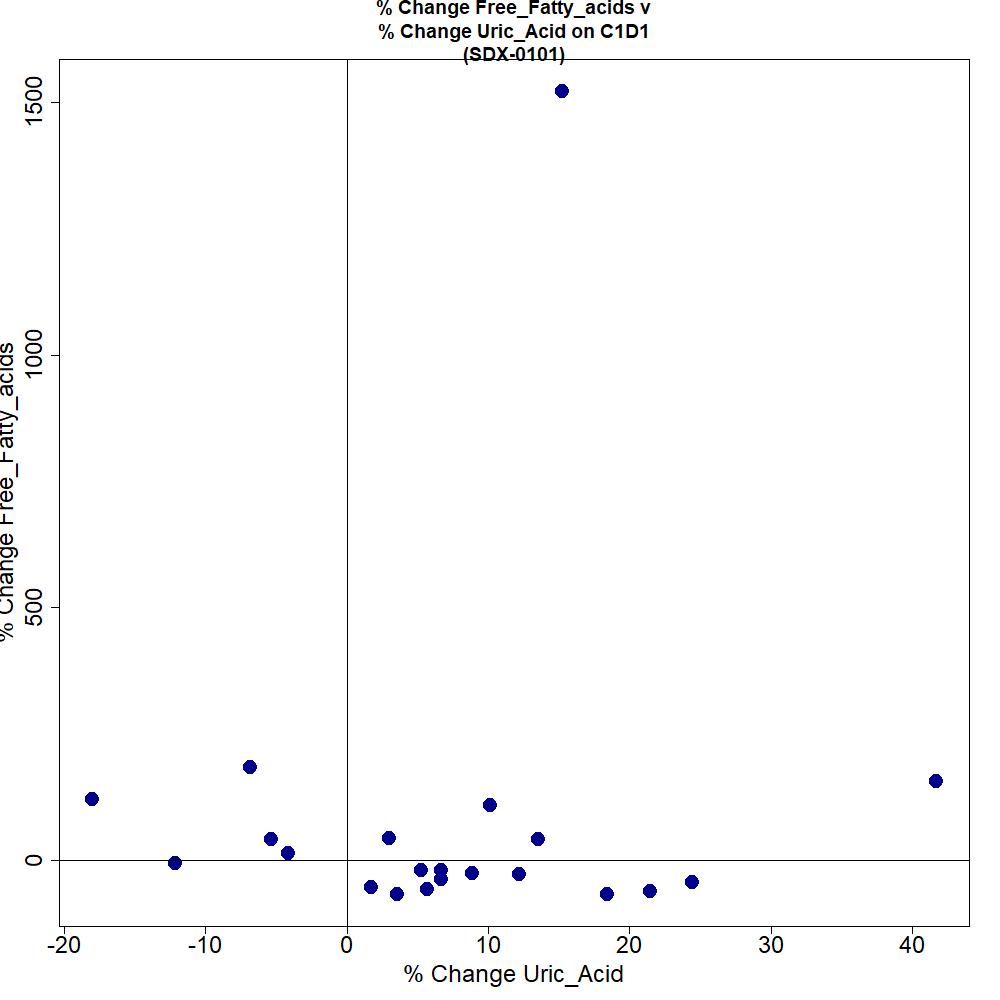 % Change Free_Fatty_acids v
% Change Uric_Acid on C1D1
(SDX-0101)
% Change Free_Fatty_acids
1500
1000
500
0
-20 -10 0 10 20 30 40
% Change Uric_Acid